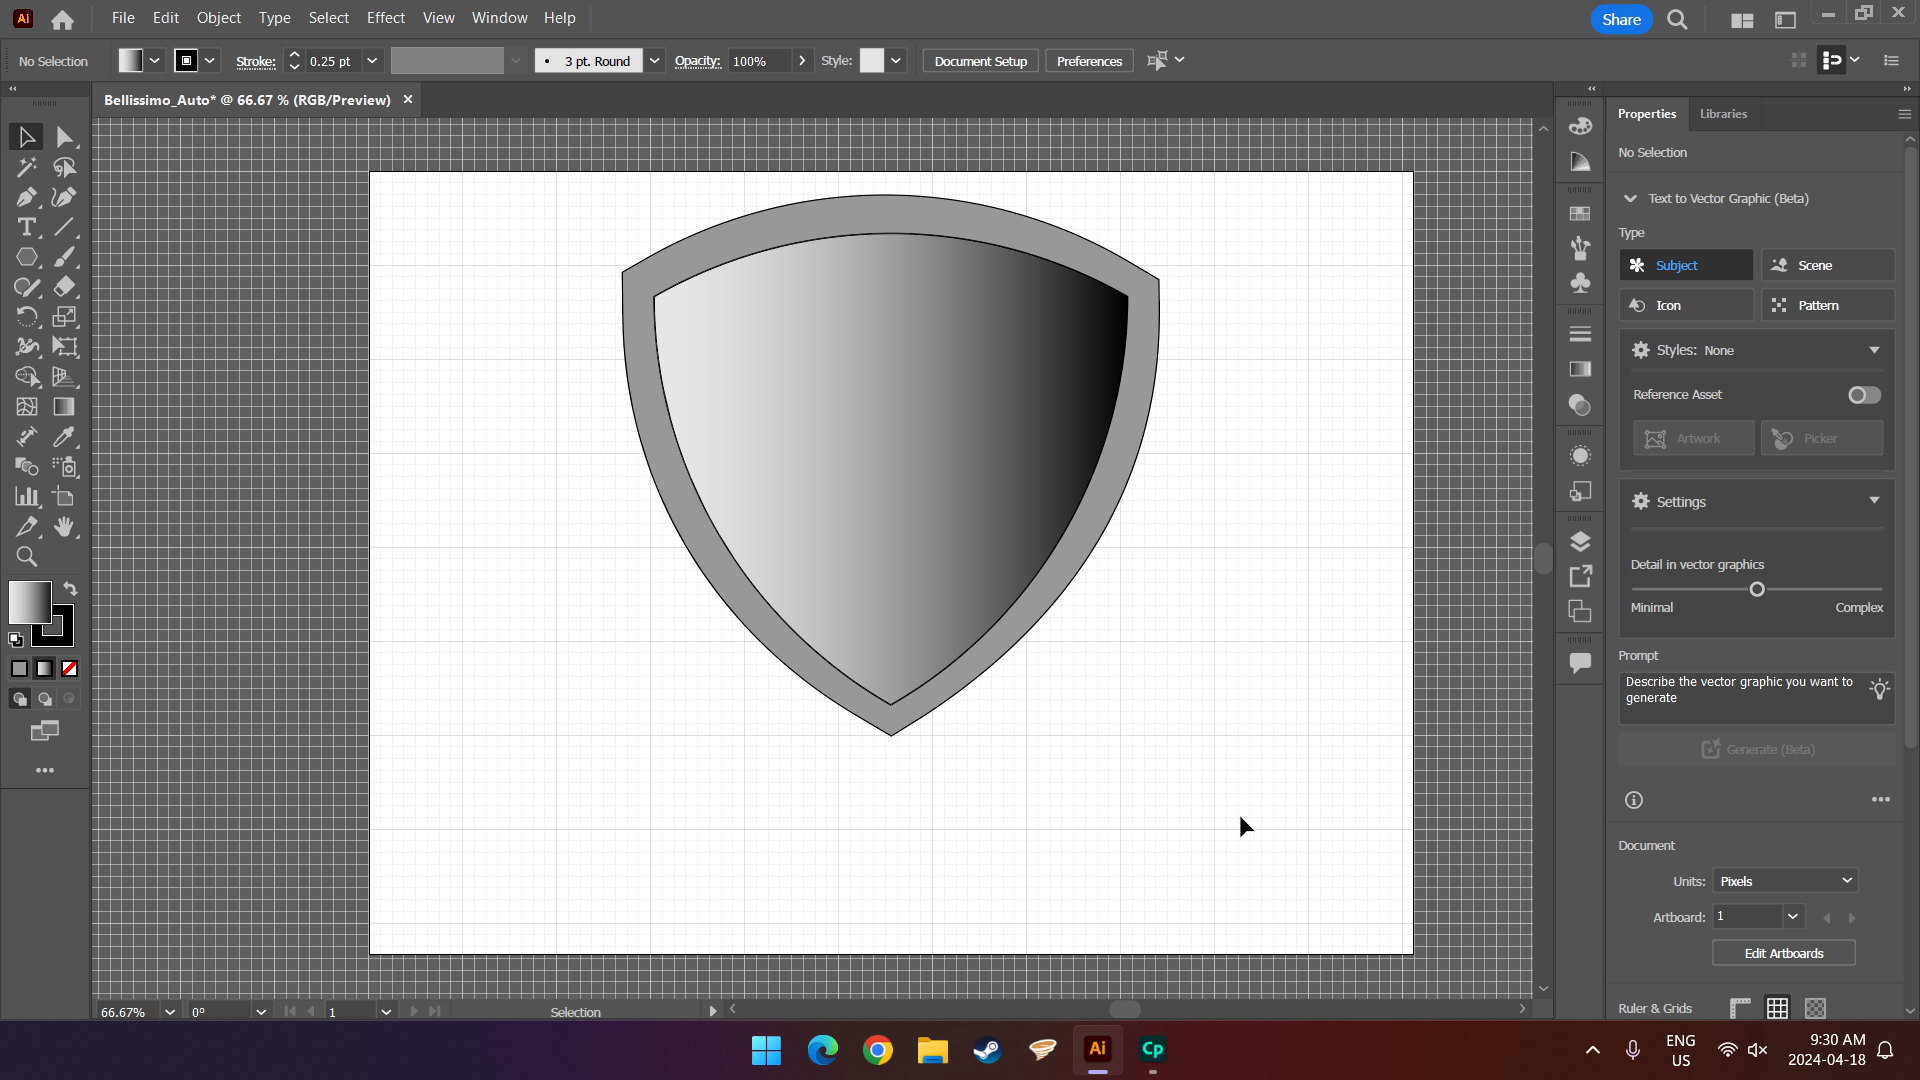 Ai File Edit Object Type Select Effect View Window Help Share
No Selection Stroke: 0.25 pt 3 pt. Round Opacity: 100% Style: Document Setup Preferences
Bellissimo_Auto* @ 66.67 % (RGB/Preview)
Properties Libraries
No Selection
Text to Vector Graphic (Beta)
Type
Subject Scene
Icon Pattern
Styles: None
Reference Asset
Artwork Picker
Settings
Detail in vector graphics
Minimal Complex
Prompt
Describe the vector graphic you want to
generate
Generate (Beta)
Document
Units: Pixels
Artboard: 1
Edit Artboards
Ruler & Grids
66.67% 0° 1 Selection
Ai Cp
ENG
US
9:30 AM
2024-04-18